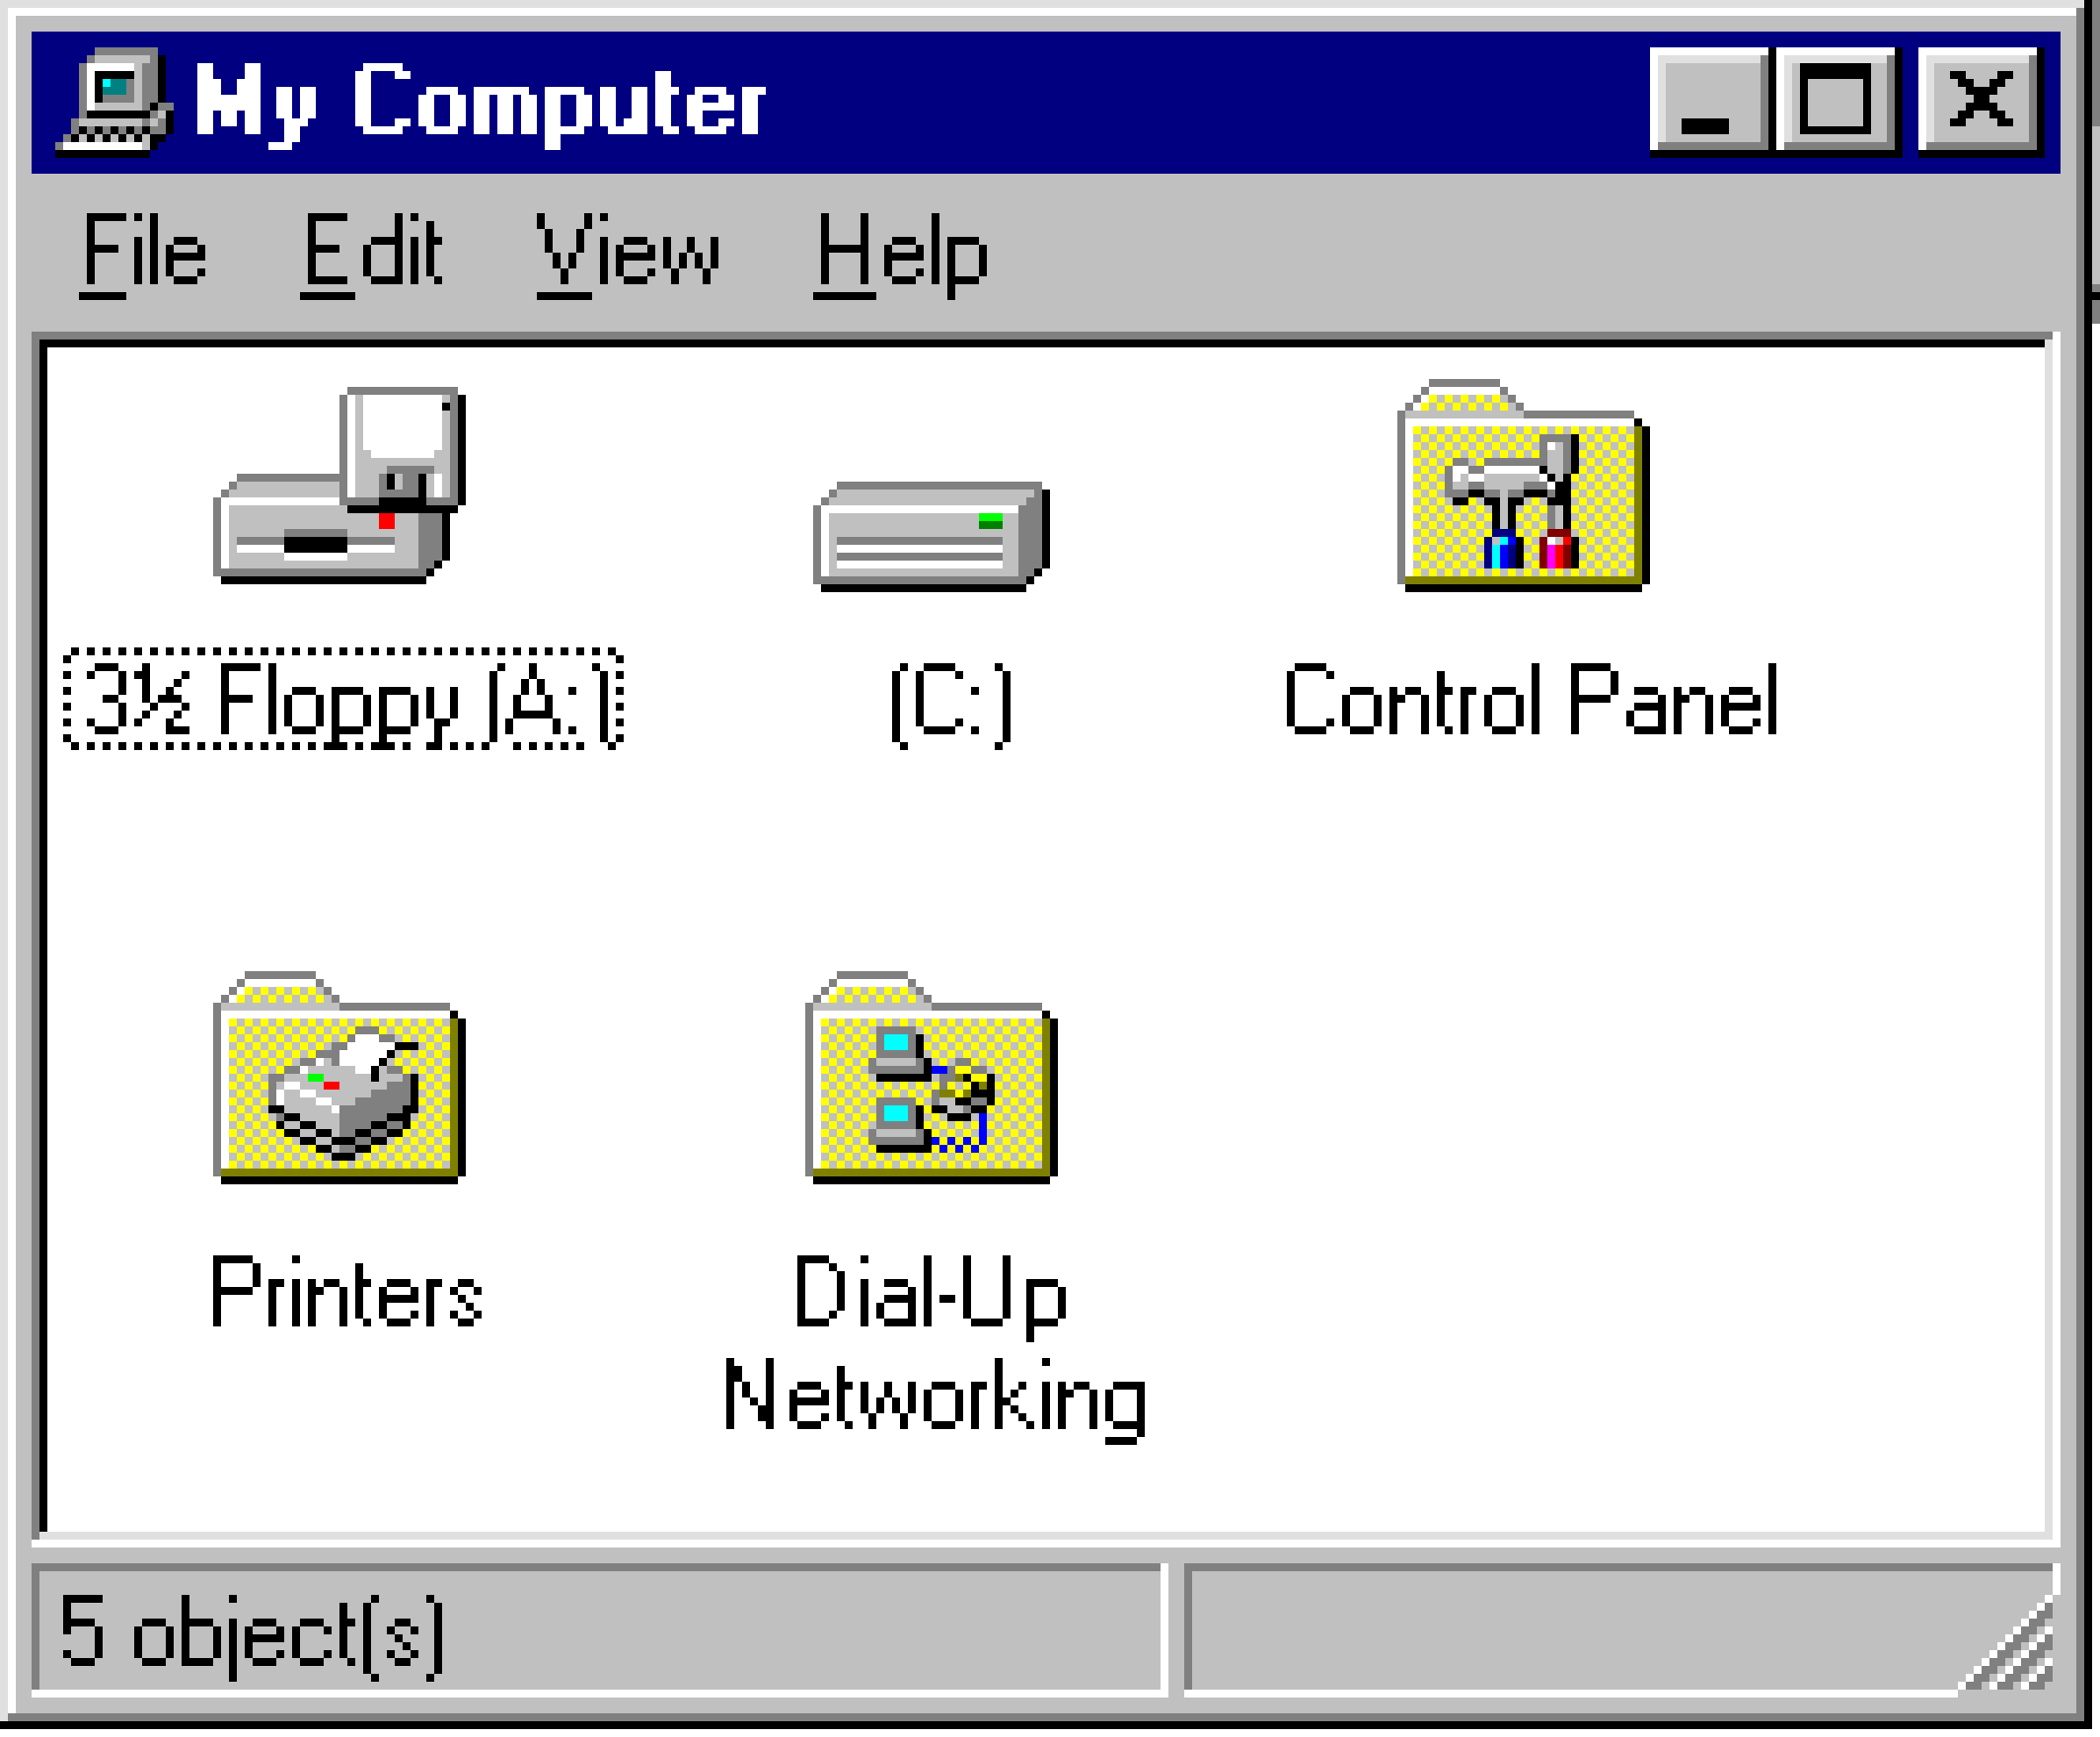 My Computer
File Edit View Help
3½ Floppy (A:) (C:) Control Panel
Printers Dial-Up
Networking
5 object(s)